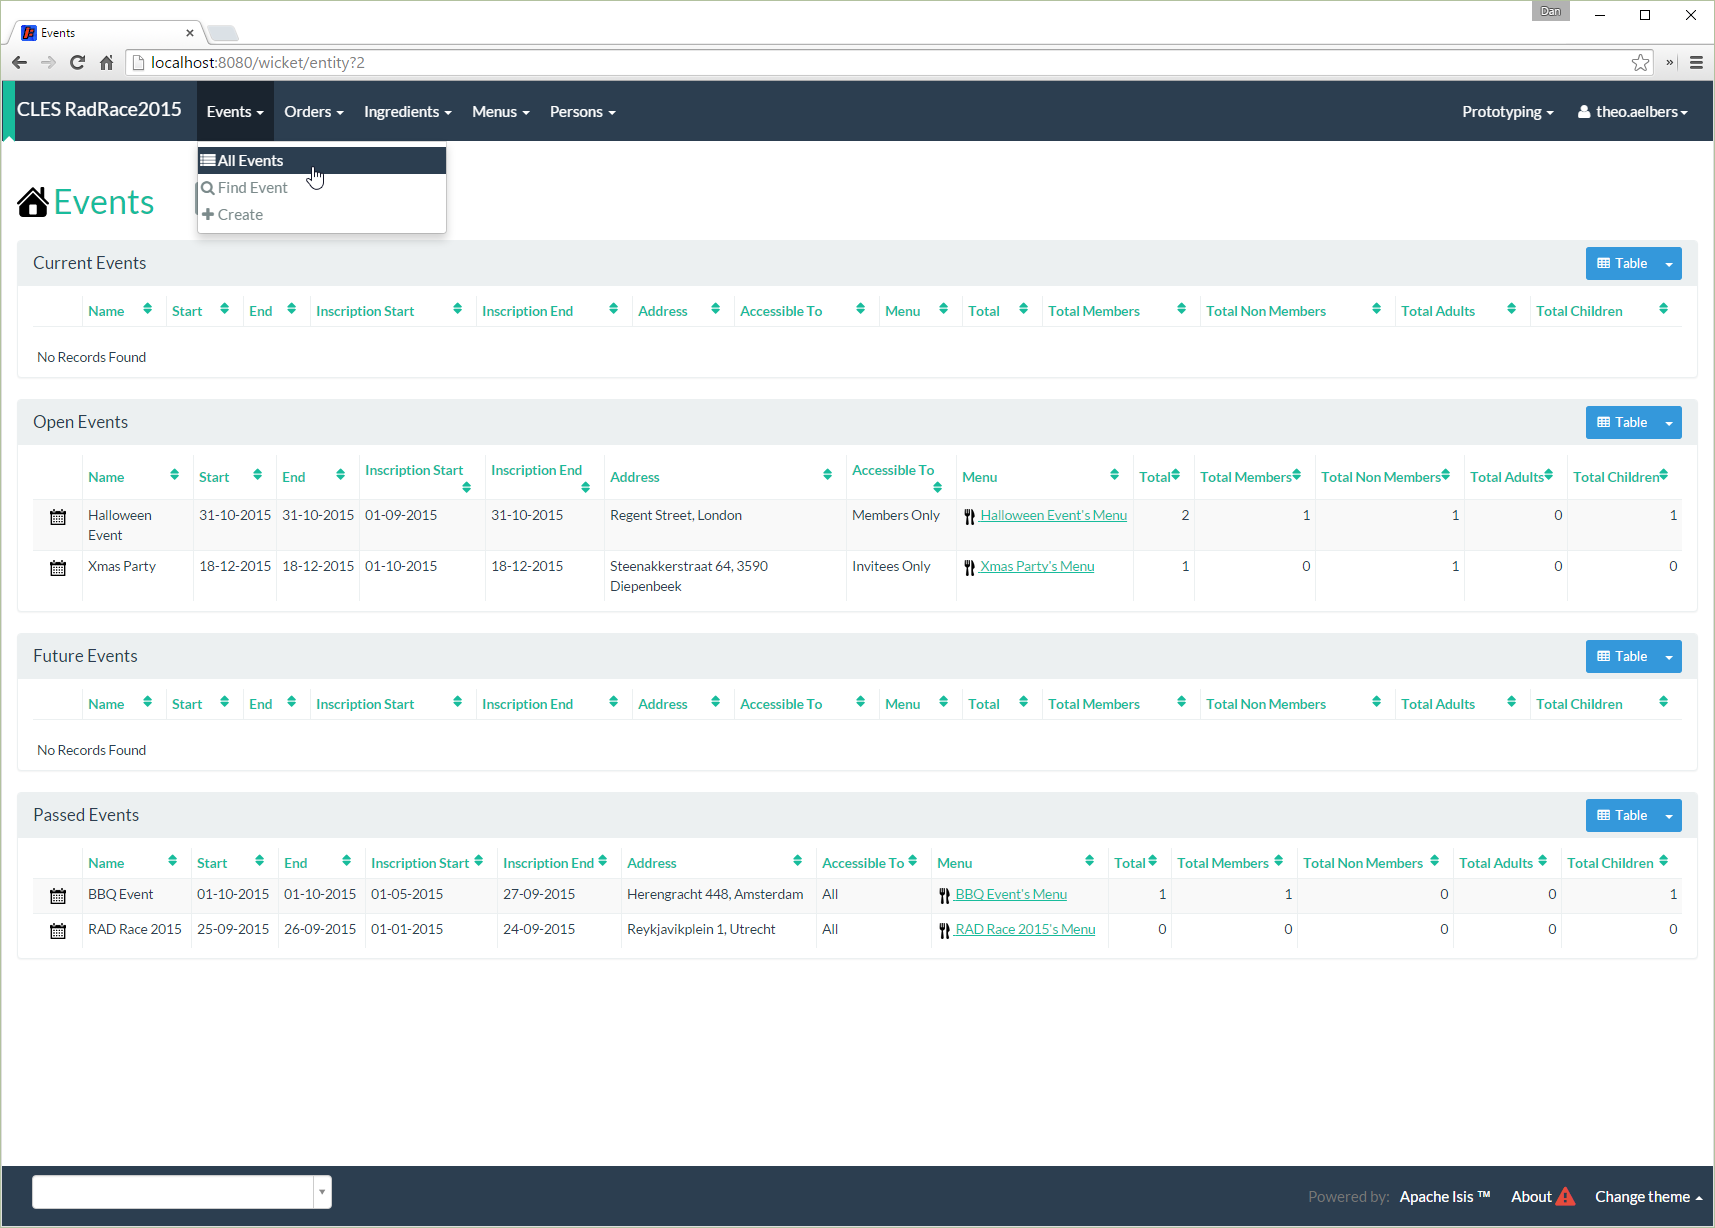 Dan
Events
localhost:8080/wicket/entity?2
CLES RadRace2015 Events Orders Ingredients Menus Persons Prototyping theo.aelbers
All Events
Find Event
Create
Events
Current Events Table
Name Start End Inscription Start Inscription End Address Accessible To Menu Total Total Members Total Non Members Total Adults Total Children
No Records Found
Open Events Table
Name Start End Inscription Start Inscription End Address Accessible To Menu Total Total Members Total Non Members Total Adults Total Children
Halloween Event 31-10-2015 31-10-2015 01-09-2015 31-10-2015 Regent Street, London Members Only Halloween Event's Menu 2 1 1 0 1
Xmas Party 18-12-2015 18-12-2015 01-10-2015 18-12-2015 Steenakkerstraat 64, 3590 Diepenbeek Invitees Only Xmas Party's Menu 1 0 1 0 0
Future Events Table
Name Start End Inscription Start Inscription End Address Accessible To Menu Total Total Members Total Non Members Total Adults Total Children
No Records Found
Passed Events Table
Name Start End Inscription Start Inscription End Address Accessible To Menu Total Total Members Total Non Members Total Adults Total Children
BBQ Event 01-10-2015 01-10-2015 01-05-2015 27-09-2015 Herengracht 448, Amsterdam All BBQ Event's Menu 1 1 0 0 1
RAD Race 2015 25-09-2015 26-09-2015 01-01-2015 24-09-2015 Reykjavikplein 1, Utrecht All RAD Race 2015's Menu 0 0 0 0 0
Powered by: Apache Isis ™ About Change theme